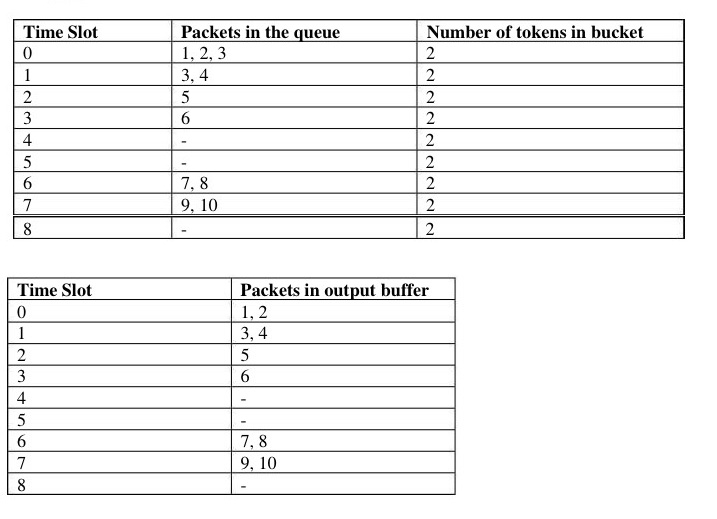 Time Slot Packets in the queue Number of tokens in bucket
0 1, 2, 3 2
1 3, 4 2
2 5 2
3 6 2
4 - 2
5 - 2
6 7, 8 2
7 9, 10 2
8 - 2
Time Slot Packets in output buffer
0 1, 2
1 3, 4
2 5
3 6
4 -
5 -
6 7, 8
7 9, 10
8 -